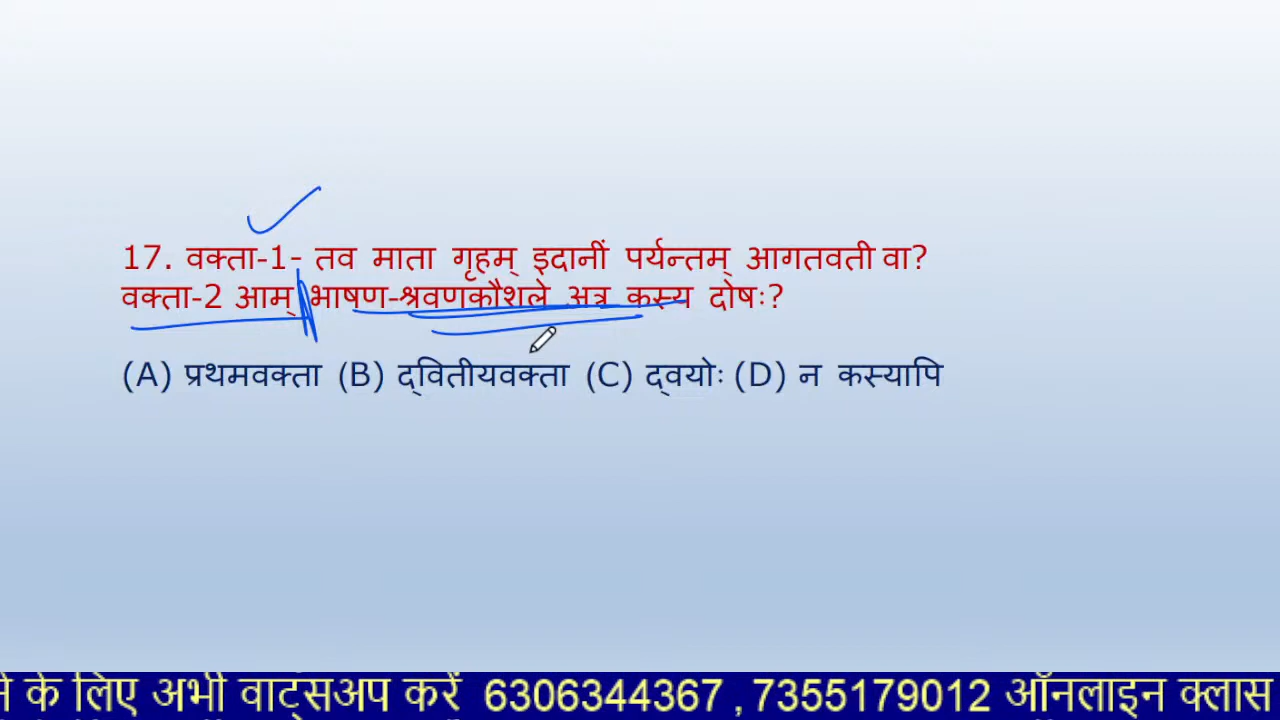 17. वक्ता-1- तव माता गृहम् इदानीं पर्यन्तम् आगतवती वा?
वक्ता-2 आम् भाषण-श्रवणकौशले अत्र कस्य दोषः?
(A) प्रथमवक्ता (B) द्वितीयवक्ता (C) द्वयोः (D) न कस्यापि
के लिए अभी वाट्सअप करें 6306344367 , 7355179012 ऑनलाइन क्लास